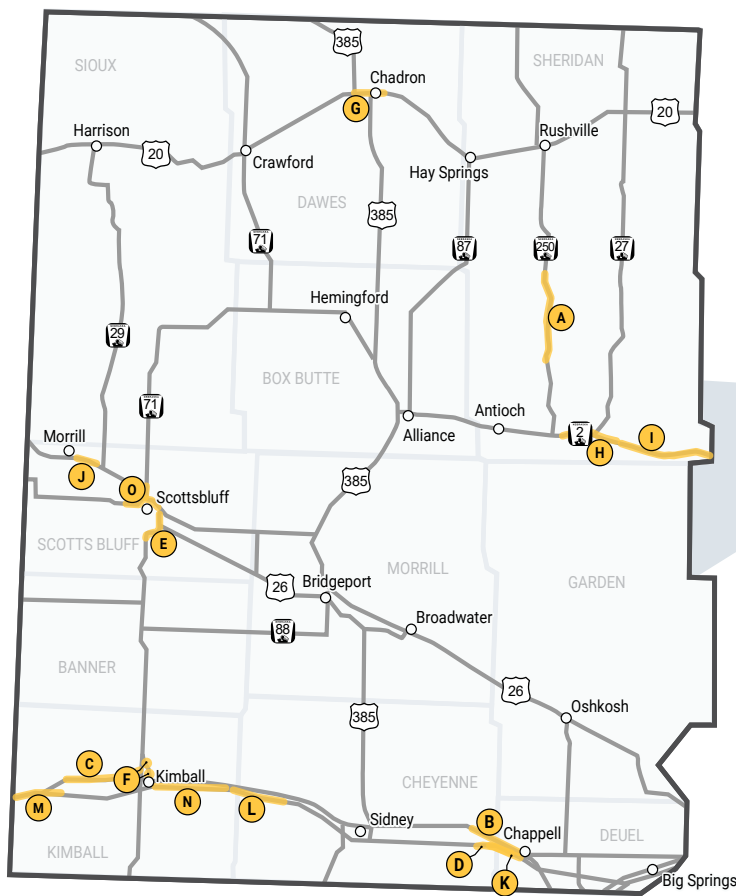 385
SIOUX
SHERIDAN
Chadron
G
20
Harrison
20
Crawford
Rushville
Hay Springs
DAWES
385
71
87
250
27
Hemingford
A
29
BOX BUTTE
71
Antioch
Alliance
2
I
H
Morrill
J
O
Scottsbluff
385
E
SCOTTS BLUFF
MORRILL
GARDEN
26
Bridgeport
Broadwater
88
BANNER
26
Oshkosh
385
C
F
Kimball
CHEYENNE
M
N
L
Sidney
B
Chappell
DEUEL
D
KIMBALL
K
Big Springs